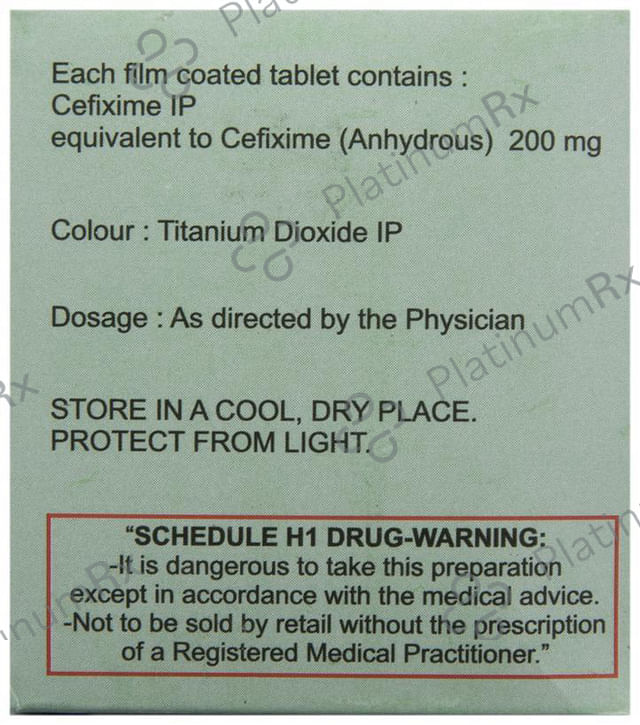 Each film coated tablet contains :
Cefixime IP
equivalent to Cefixime (Anhydrous) 200 mg
Colour : Titanium Dioxide IP
Dosage : As directed by the Physician
STORE IN A COOL, DRY PLACE.
PROTECT FROM LIGHT.
“SCHEDULE H1 DRUG-WARNING:
-It is dangerous to take this preparation
except in accordance with the medical advice.
-Not to be sold by retail without the prescription
of a Registered Medical Practitioner.”
PlatinumRx
PlatinumRx